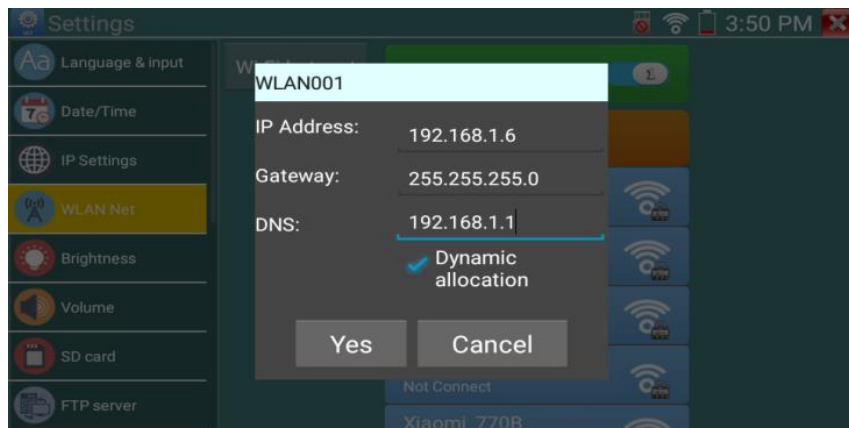 Settings
3:50 PM
Language & input
Date/Time
IP Settings
WLAN Net
Brightness
Volume
SD card
FTP server
WLAN001
IP Address: 192.168.1.6
Gateway: 255.255.255.0
DNS: 192.168.1.1
Dynamic
allocation
Yes Cancel
Not Connect
Xiaomi_770B